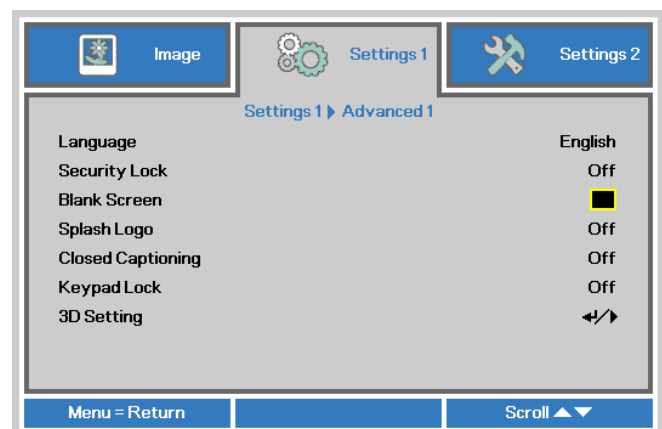 Image
Settings 1
Settings 2
Settings 1 Advanced 1
Language English
Security Lock Off
Blank Screen
Splash Logo Off
Closed Captioning Off
Keypad Lock Off
3D Setting /
Menu = Return
Scroll